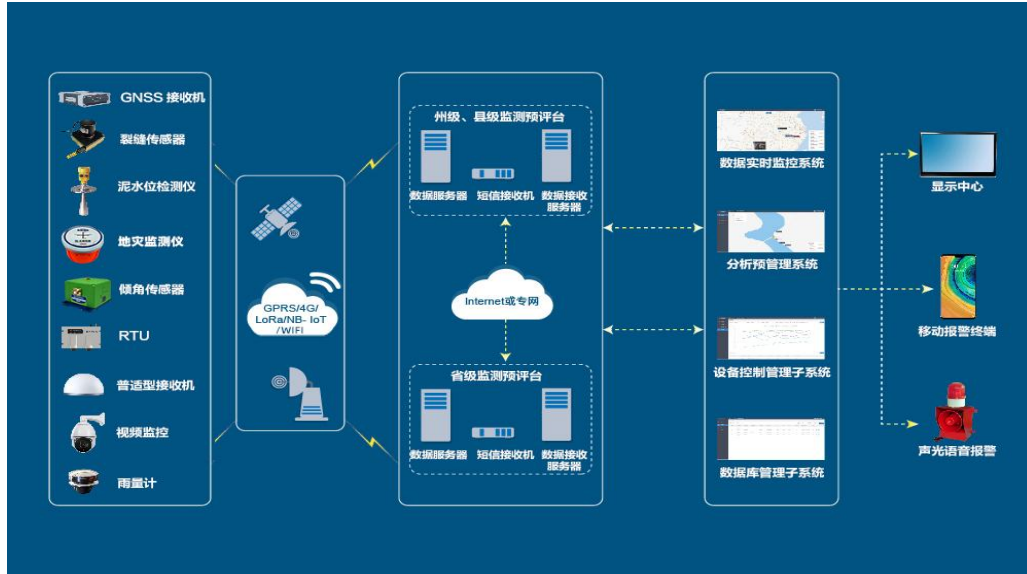 GNSS 接收机
裂缝传感器
泥水位检测仪
地灾监测仪
倾角传感器
RTU
普适型接收机
视频监控
雨量计
GPRS/4G/
LoRa/NB- IoT
/WIFI
州级、县级监测预评台
数据服务器
短信接收机
数据接收
服务器
Internet或专网
省级监测预评台
数据服务器
短信接收机
数据接收
服务器
数据实时监控系统
分析预管理系统
设备控制管理子系统
数据库管理子系统
显示中心
移动报警终端
声光语音报警